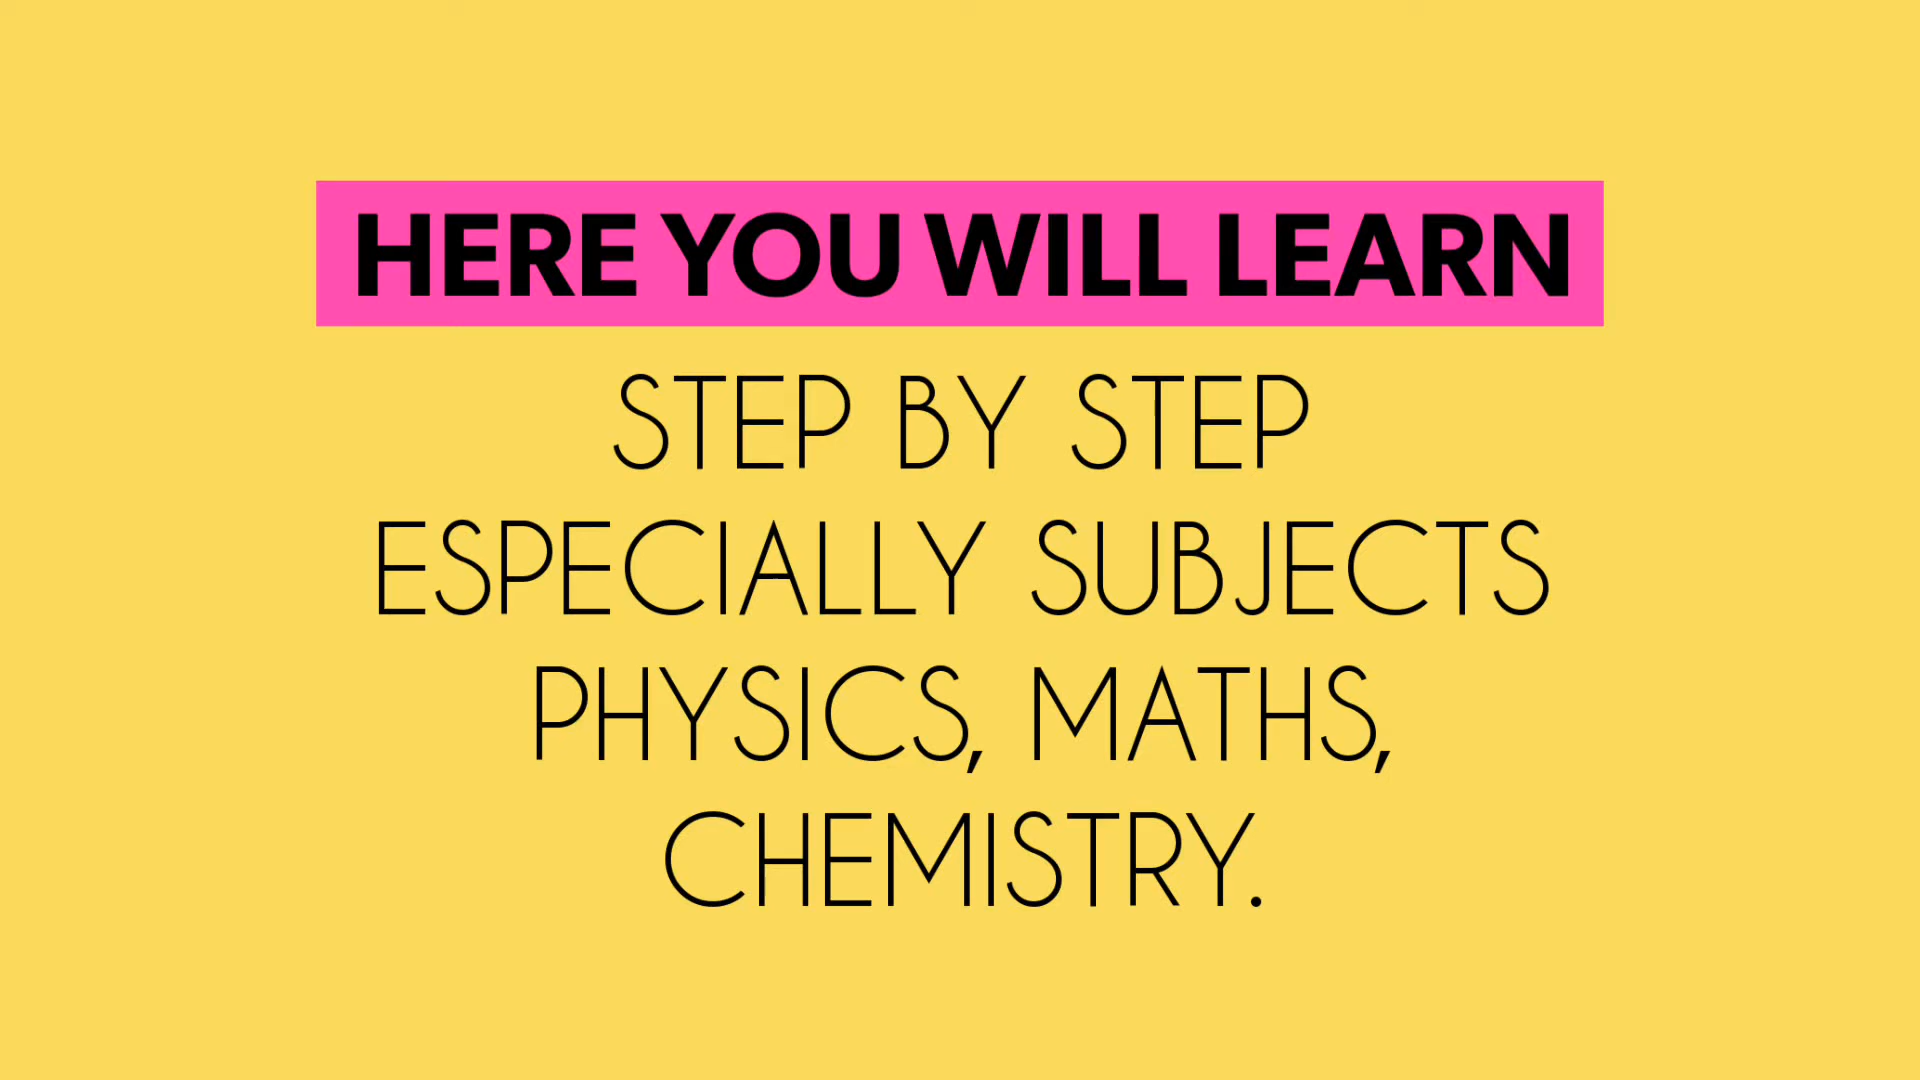 HERE YOU WILL LEARN
STEP BY STEP
ESPECIALLY SUBJECTS
PHYSICS, MATHS,
CHEMISTRY.